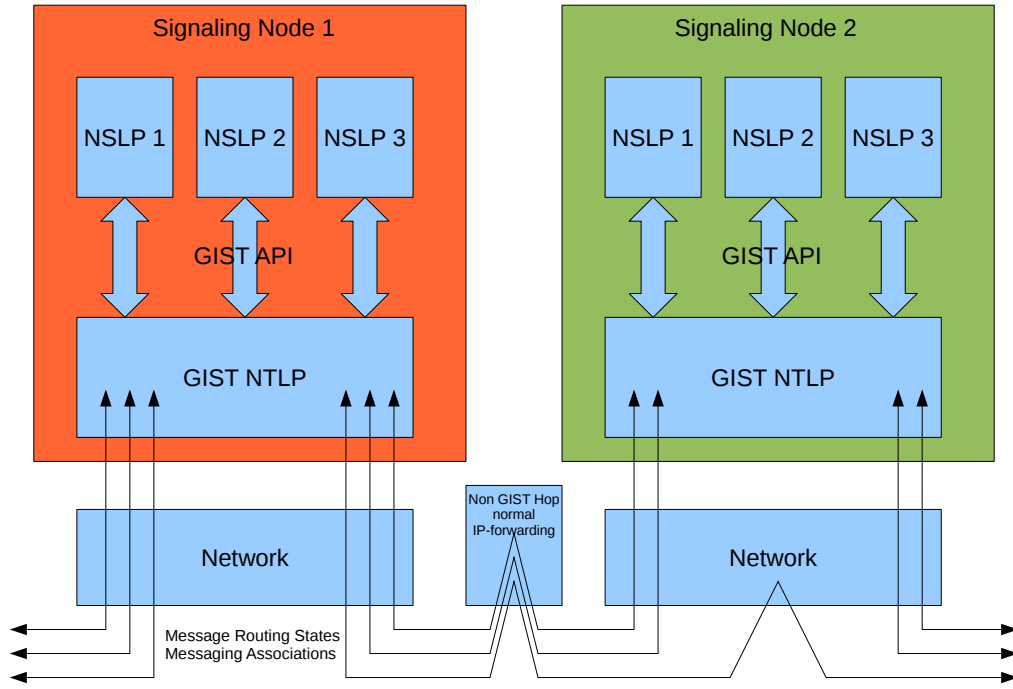 Signaling Node 1
Signaling Node 2
NSLP 1
NSLP 2
NSLP 3
NSLP 1
NSLP 2
NSLP 3
GIST API
GIST API
GIST NTLP
GIST NTLP
Non GIST Hop
normal
IP-forwarding
Network
Network
Message Routing States
Messaging Associations